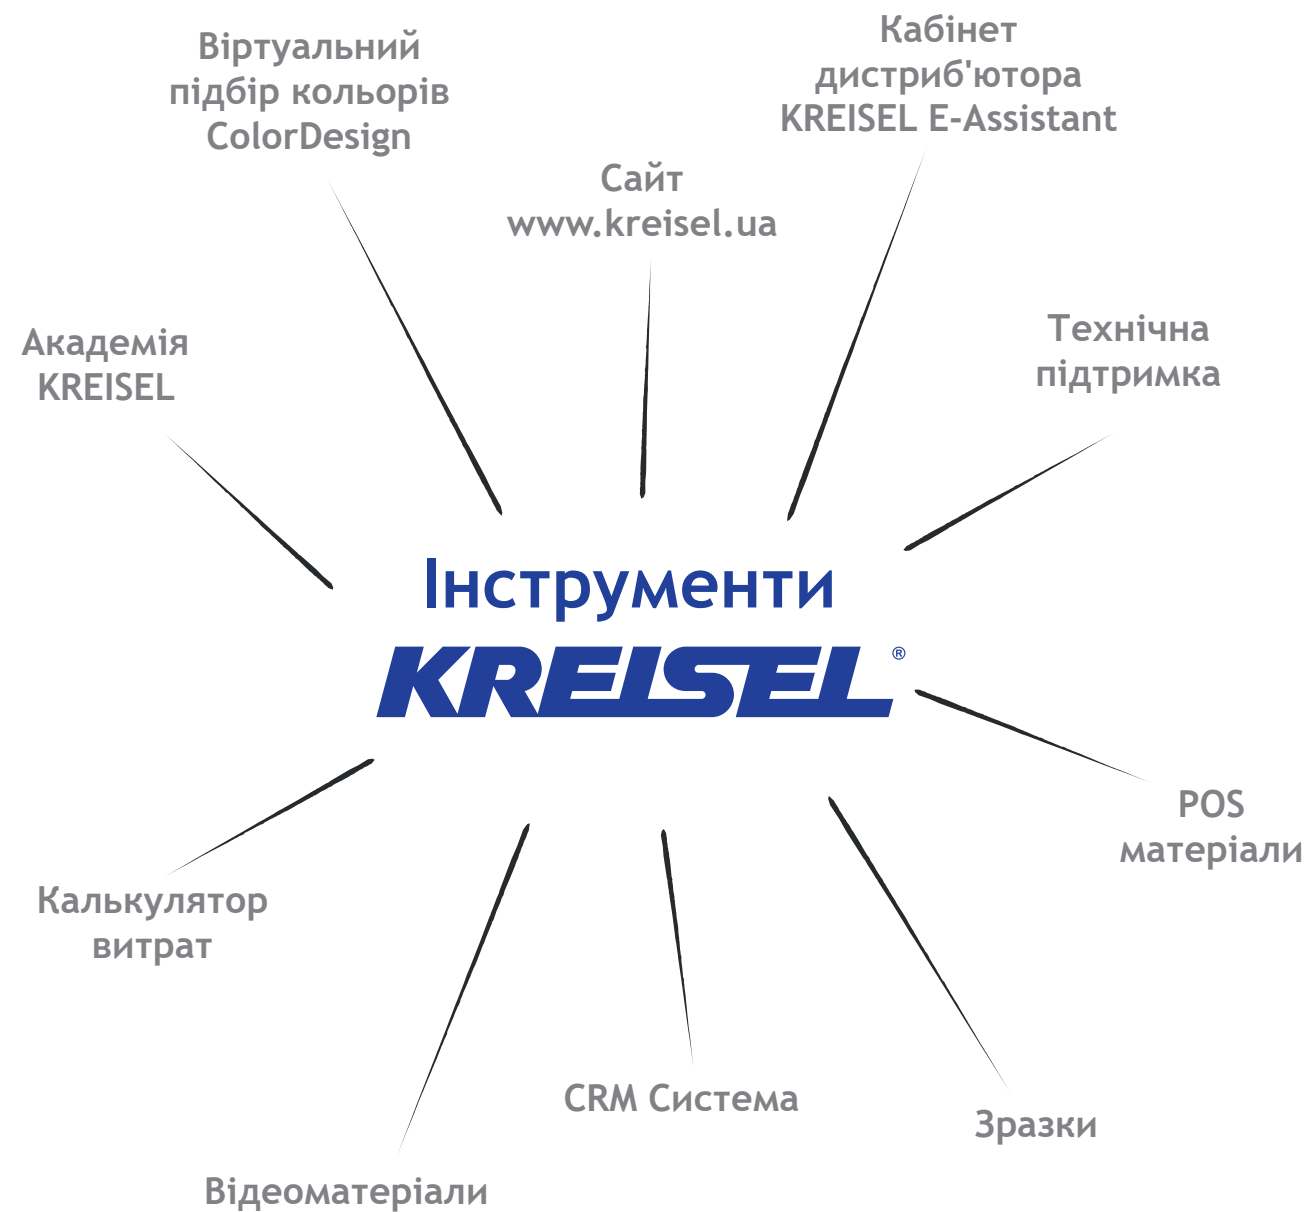 Віртуальний
підбір кольорів
ColorDesign
Кабінет
дистриб'ютора
KREISEL E-Assistant
Сайт
www.kreisel.ua
Академія
KREISEL
Технічна
підтримка
Інструменти
KREISEL®
POS
матеріали
Калькулятор
витрат
CRM Система
Зразки
Відеоматеріали